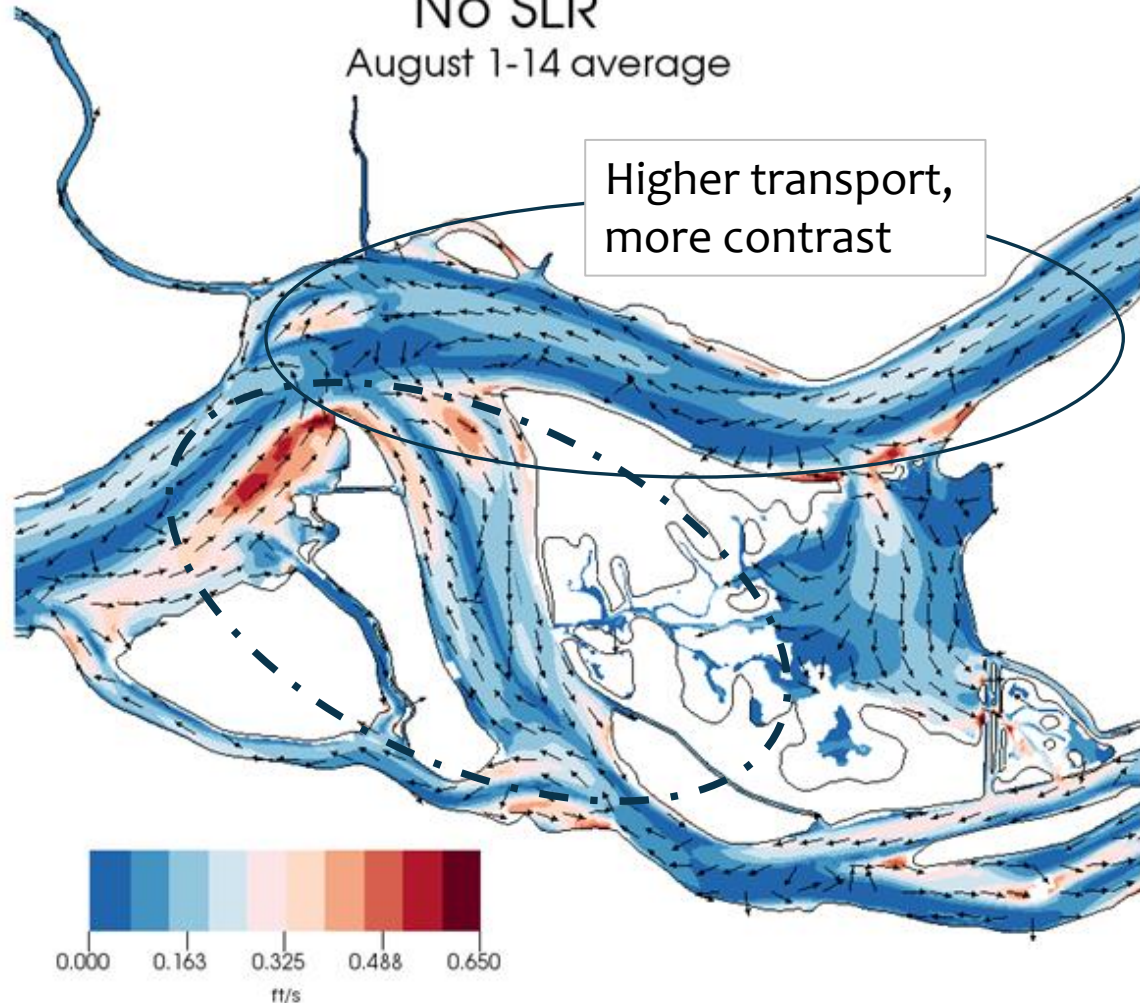 No SLR
August 1-14 average
Higher transport,
more contrast
0.000 0.163 0.325 0.488 0.650
ft/s